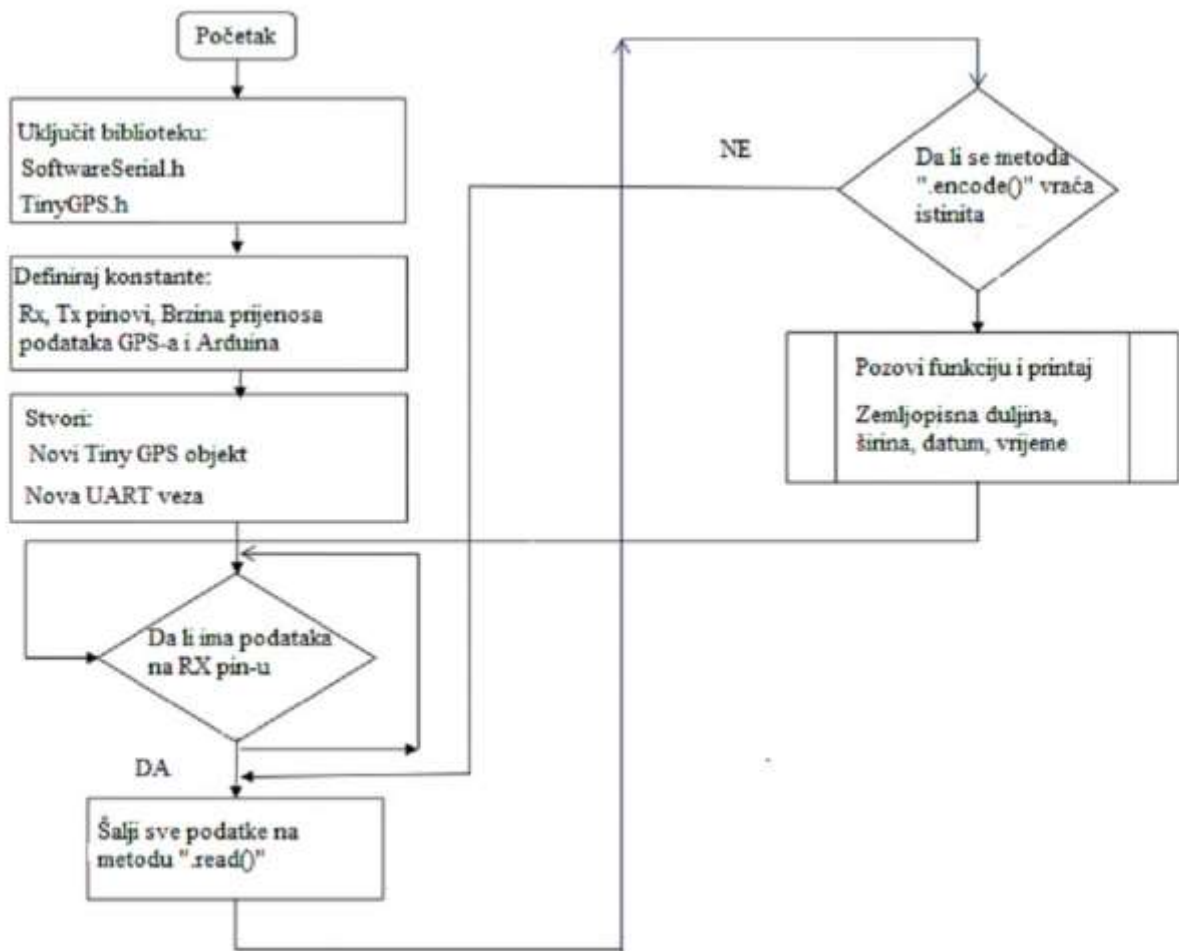 Početak
Uključit biblioteku:
SoftwareSerial.h
TinyGPS.h
Definiraj konstante:
Rx, Tx pinovi, Brzina prijenosa
podataka GPS-a i Arduina
Stvori:
Novi Tiny GPS objekt
Nova UART veza
Da li ima podataka
na RX pin-u
DA
Šalji sve podatke na
metodu ".read()"
NE
Da li se metoda
".encode()" vraća
istinita
Pozovi funkciju i printaj
Zemljopisna duljina,
širina, datum, vrijeme